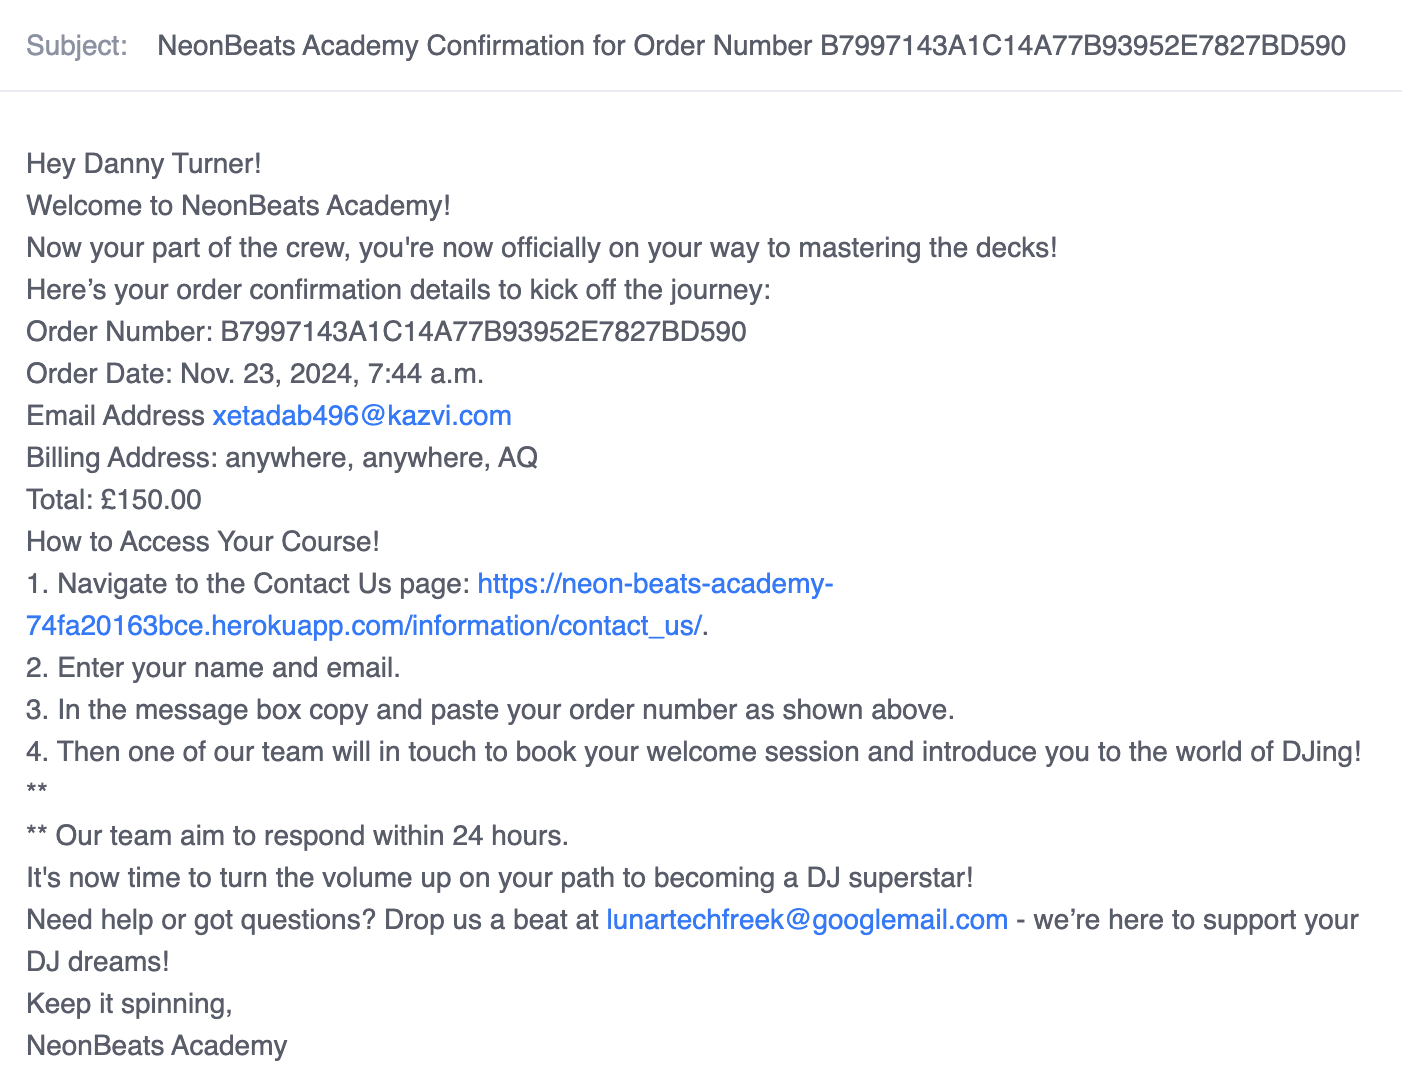 Subject: NeonBeats Academy Confirmation for Order Number B7997143A1C14A77B93952E7827BD590
Hey Danny Turner!
Welcome to NeonBeats Academy!
Now your part of the crew, you're now officially on your way to mastering the decks!
Here’s your order confirmation details to kick off the journey:
Order Number: B7997143A1C14A77B93952E7827BD590
Order Date: Nov. 23, 2024, 7:44 a.m.
Email Address xetadab496@kazvi.com
Billing Address: anywhere, anywhere, AQ
Total: £150.00
How to Access Your Course!
1. Navigate to the Contact Us page: https://neon-beats-academy-
74fa20163bce.herokuapp.com/information/contact_us/.
2. Enter your name and email.
3. In the message box copy and paste your order number as shown above.
4. Then one of our team will in touch to book your welcome session and introduce you to the world of DJing!
**
** Our team aim to respond within 24 hours.
It's now time to turn the volume up on your path to becoming a DJ superstar!
Need help or got questions? Drop us a beat at lunartechfreek@googlemail.com - we’re here to support your
DJ dreams!
Keep it spinning,
NeonBeats Academy